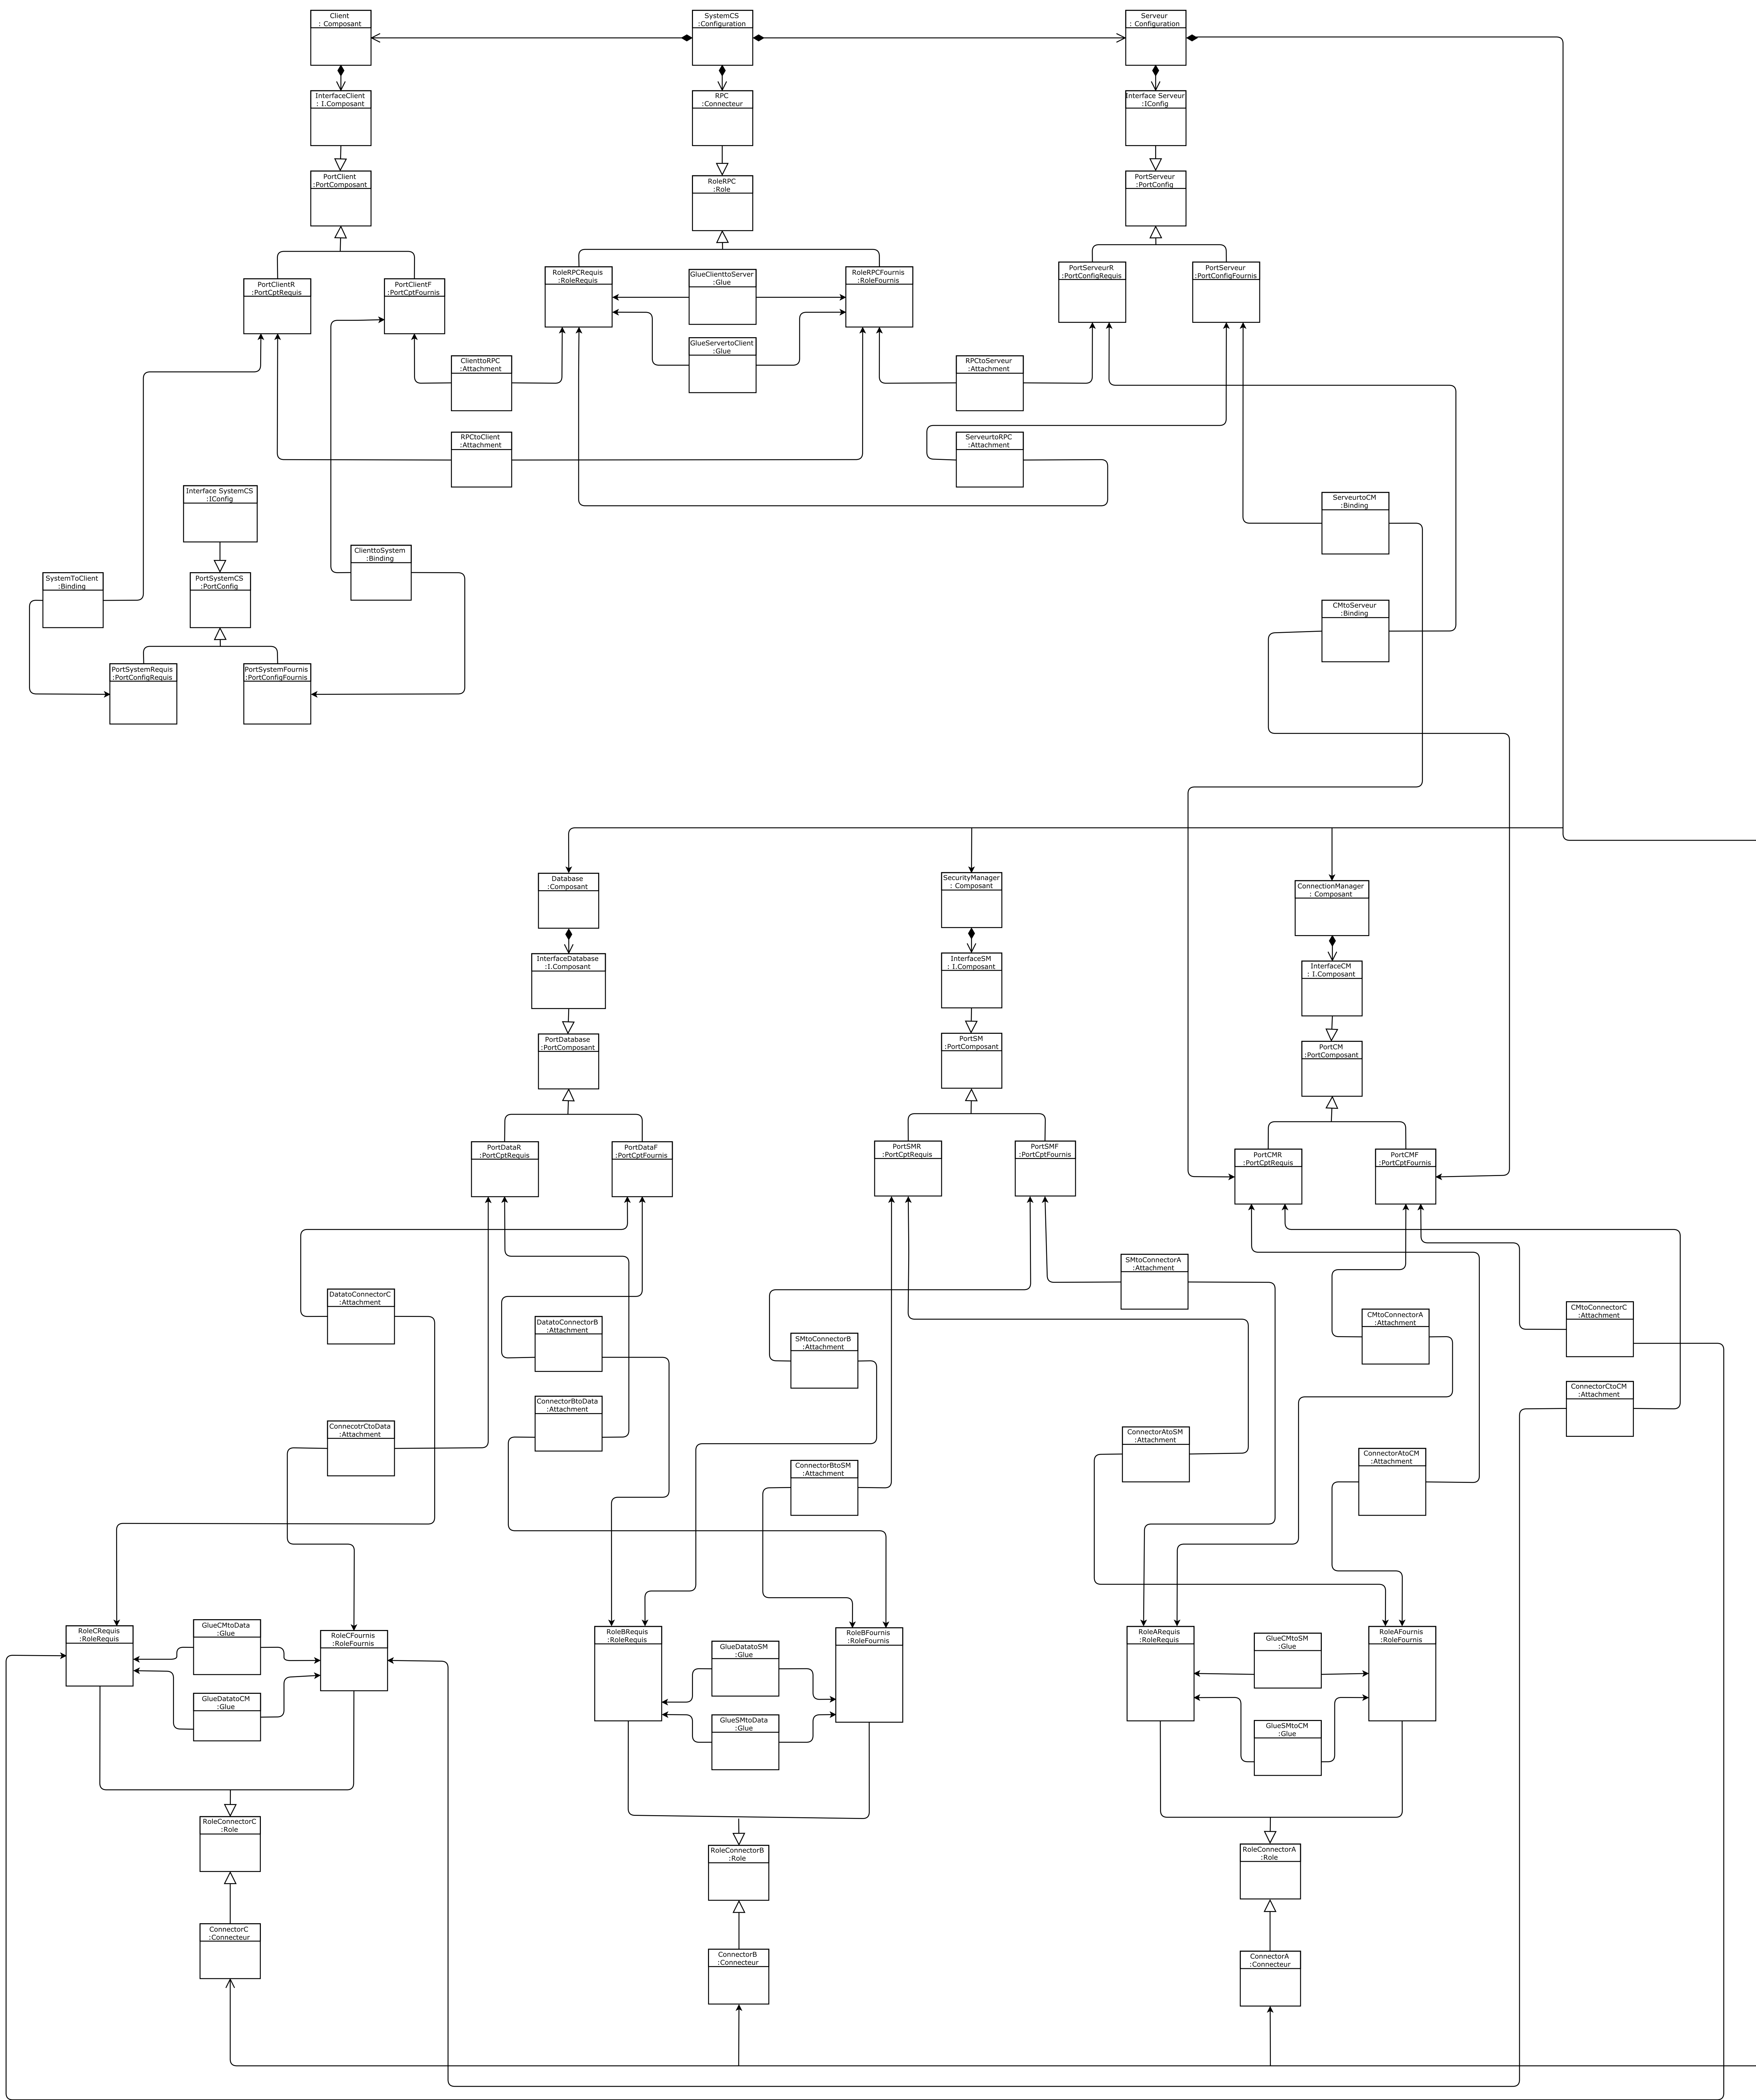 Client
: Composant
SystemCS
:Configuration
Serveur
: Configuration
InterfaceClient
: I.Composant
RPC
:Connecteur
Interface Serveur
:IConfig
PortClient
:PortComposant
RoleRPC
:Role
PortServeur
:PortConfig
PortClientR
:PortCptRequis
PortClientF
:PortCptFournis
RoleRPCRequis
:RoleRequis
GlueClienttoServer
:Glue
RoleRPCFournis
:RoleFournis
PortServeurR
:PortConfigRequis
PortServeur
:PortConfigFournis
GlueServertoClient
:Glue
ClienttoRPC
:Attachment
RPCtoServeur
:Attachment
RPCtoClient
:Attachment
ServeurtoRPC
:Attachment
Interface SystemCS
:IConfig
ServeurtoCM
:Binding
ClienttoSystem
:Binding
SystemToClient
:Binding
PortSystemCS
:PortConfig
CMtoServeur
:Binding
PortSystemRequis
:PortConfigRequis
PortSystemFournis
:PortConfigFournis
Database
:Composant
SecurityManager
: Composant
ConnectionManager
: Composant
InterfaceDatabase
:I.Composant
InterfaceSM
: I.Composant
InterfaceCM
: I.Composant
PortDatabase
:PortComposant
PortSM
:PortComposant
PortCM
:PortComposant
PortDataR
:PortCptRequis
PortDataF
:PortCptFournis
PortSMR
:PortCptRequis
PortSMF
:PortCptFournis
PortCMR
:PortCptRequis
PortCMF
:PortCptFournis
SMtoConnectorA
:Attachment
DatatoConnectorC
:Attachment
DatatoConnectorB
:Attachment
SMtoConnectorB
:Attachment
CMtoConnectorA
:Attachment
CMtoConnectorC
:Attachment
ConnectorBtoData
:Attachment
ConnectorCtoCM
:Attachment
ConnecotrCtoData
:Attachment
ConnectorBtoSM
:Attachment
ConnectorAtoSM
:Attachment
ConnectorAtoCM
:Attachment
RoleCRequis
:RoleRequis
GlueCMtoData
:Glue
RoleCFournis
:RoleFournis
RoleBRequis
:RoleRequis
GlueDatatoSM
:Glue
RoleBFournis
:RoleFournis
RoleARequis
:RoleRequis
GlueCMtoSM
:Glue
RoleAFournis
:RoleFournis
GlueDatatoCM
:Glue
GlueSMtoData
:Glue
GlueSMtoCM
:Glue
RoleConnectorC
:Role
RoleConnectorB
:Role
RoleConnectorA
:Role
ConnectorC
:Connecteur
ConnectorB
:Connecteur
ConnectorA
:Connecteur